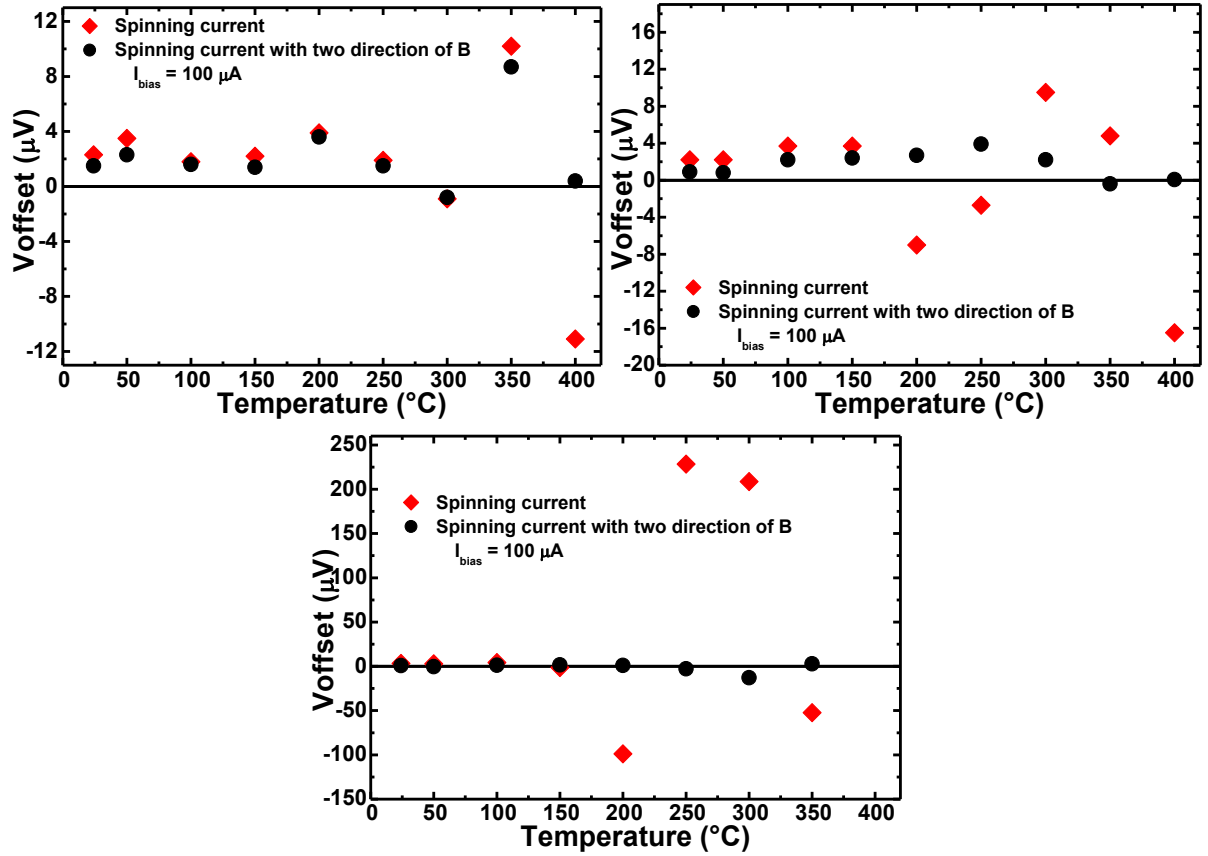 12
8
4
0
-4
-8
-12
Voffset (μV)
Spinning current
Spinning current with two direction of B
Ibias = 100 μA
0 50 100 150 200 250 300 350 400
Temperature (°C)
16
12
8
4
0
-4
-8
-12
-16
-20
Voffset (μV)
Spinning current
Spinning current with two direction of B
Ibias = 100 μA
0 50 100 150 200 250 300 350 400
Temperature (°C)
250
200
150
100
50
0
-50
-100
-150
Voffset (μV)
Spinning current
Spinning current with two direction of B
Ibias = 100 μA
0 50 100 150 200 250 300 350 400
Temperature (°C)